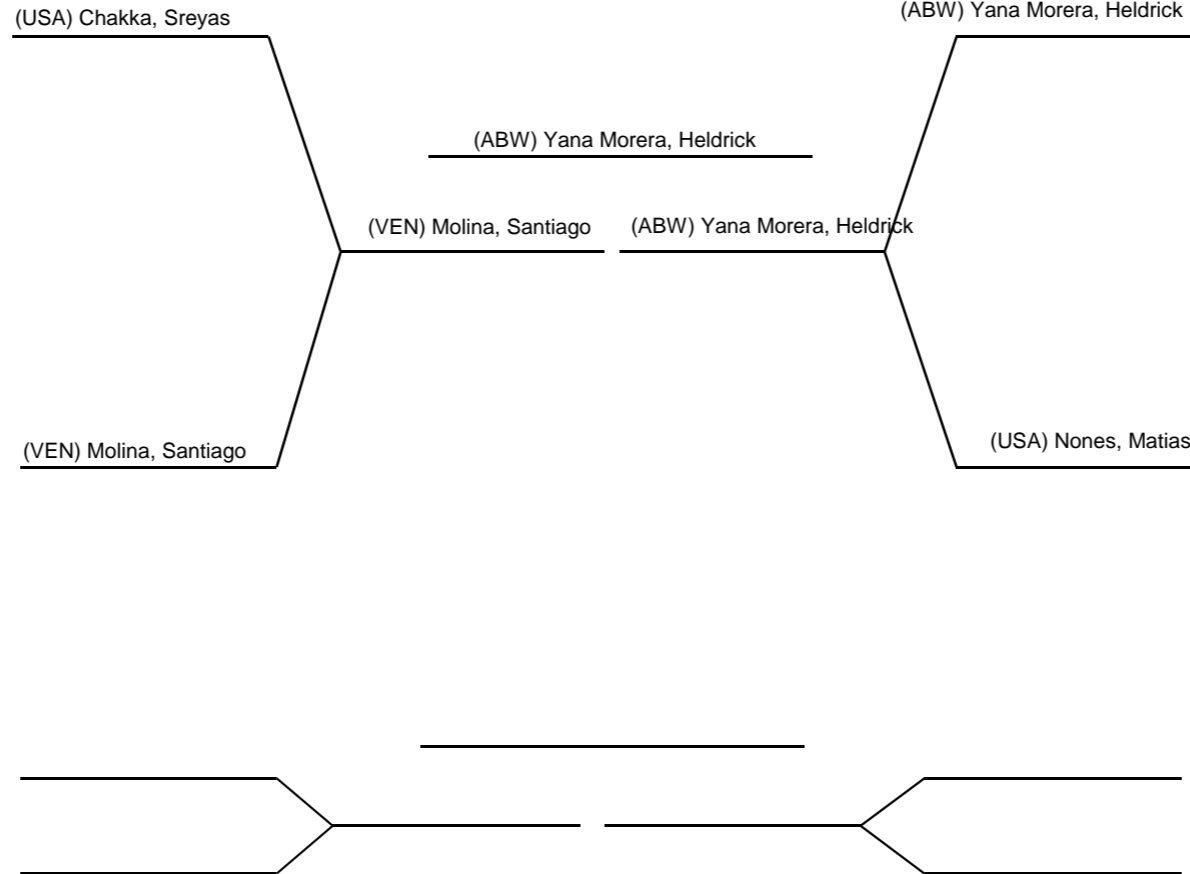 (USA) Chakka, Sreyas
(ABW) Yana Morera, Heldrick
(ABW) Yana Morera, Heldrick
(VEN) Molina, Santiago
(ABW) Yana Morera, Heldrick
(VEN) Molina, Santiago
(USA) Nones, Matias